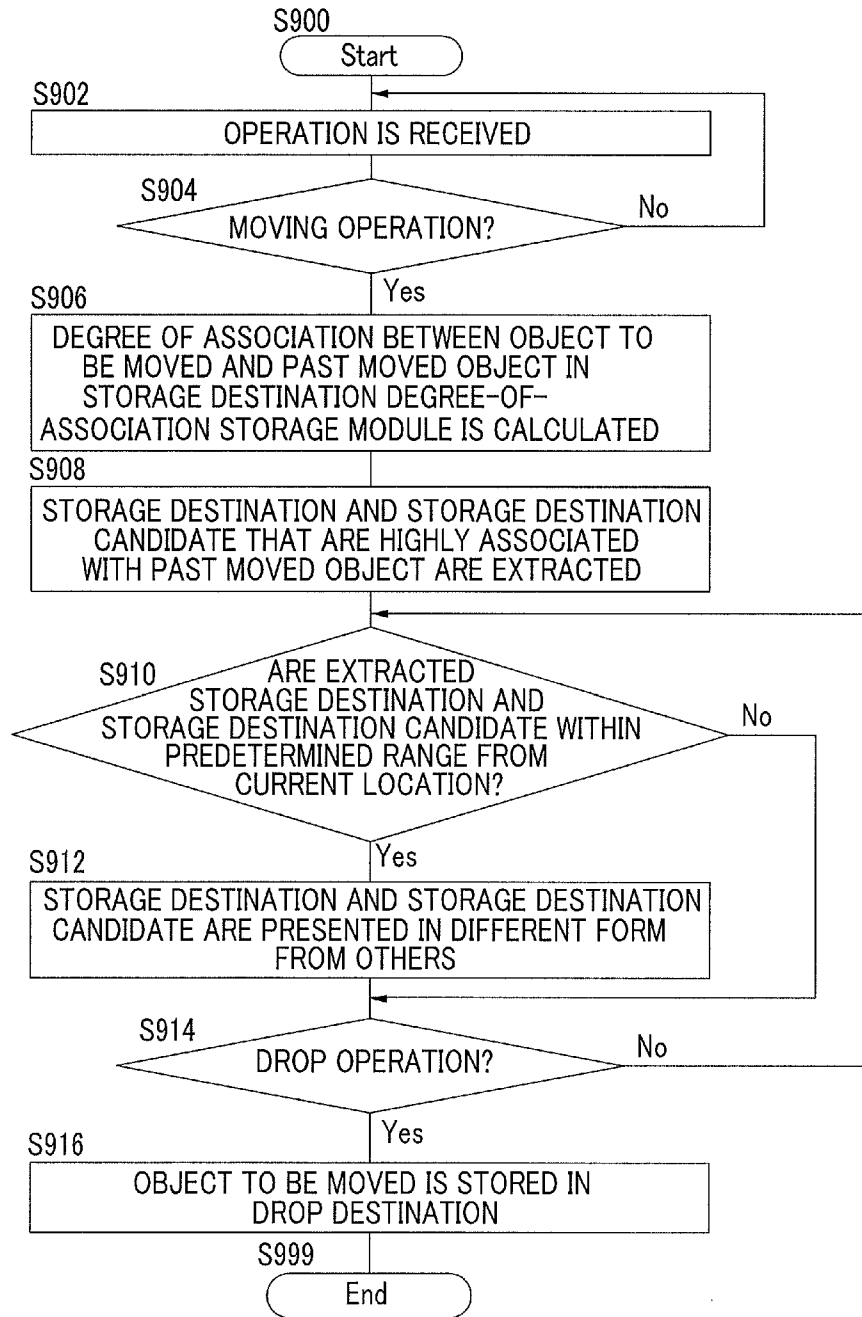 S900
Start
S902
OPERATION IS RECEIVED
S904
MOVING OPERATION?
No
Yes
S906
DEGREE OF ASSOCIATION BETWEEN OBJECT TO
BE MOVED AND PAST MOVED OBJECT IN
STORAGE DESTINATION DEGREE-OF-
ASSOCIATION STORAGE MODULE IS CALCULATED
S908
STORAGE DESTINATION AND STORAGE DESTINATION
CANDIDATE THAT ARE HIGHLY ASSOCIATED
WITH PAST MOVED OBJECT ARE EXTRACTED
S910
ARE EXTRACTED
STORAGE DESTINATION AND
STORAGE DESTINATION CANDIDATE WITHIN
PREDETERMINED RANGE FROM
CURRENT LOCATION?
No
Yes
S912
STORAGE DESTINATION AND STORAGE DESTINATION
CANDIDATE ARE PRESENTED IN DIFFERENT FORM
FROM OTHERS
S914
DROP OPERATION?
No
Yes
S916
OBJECT TO BE MOVED IS STORED IN
DROP DESTINATION
S999
End